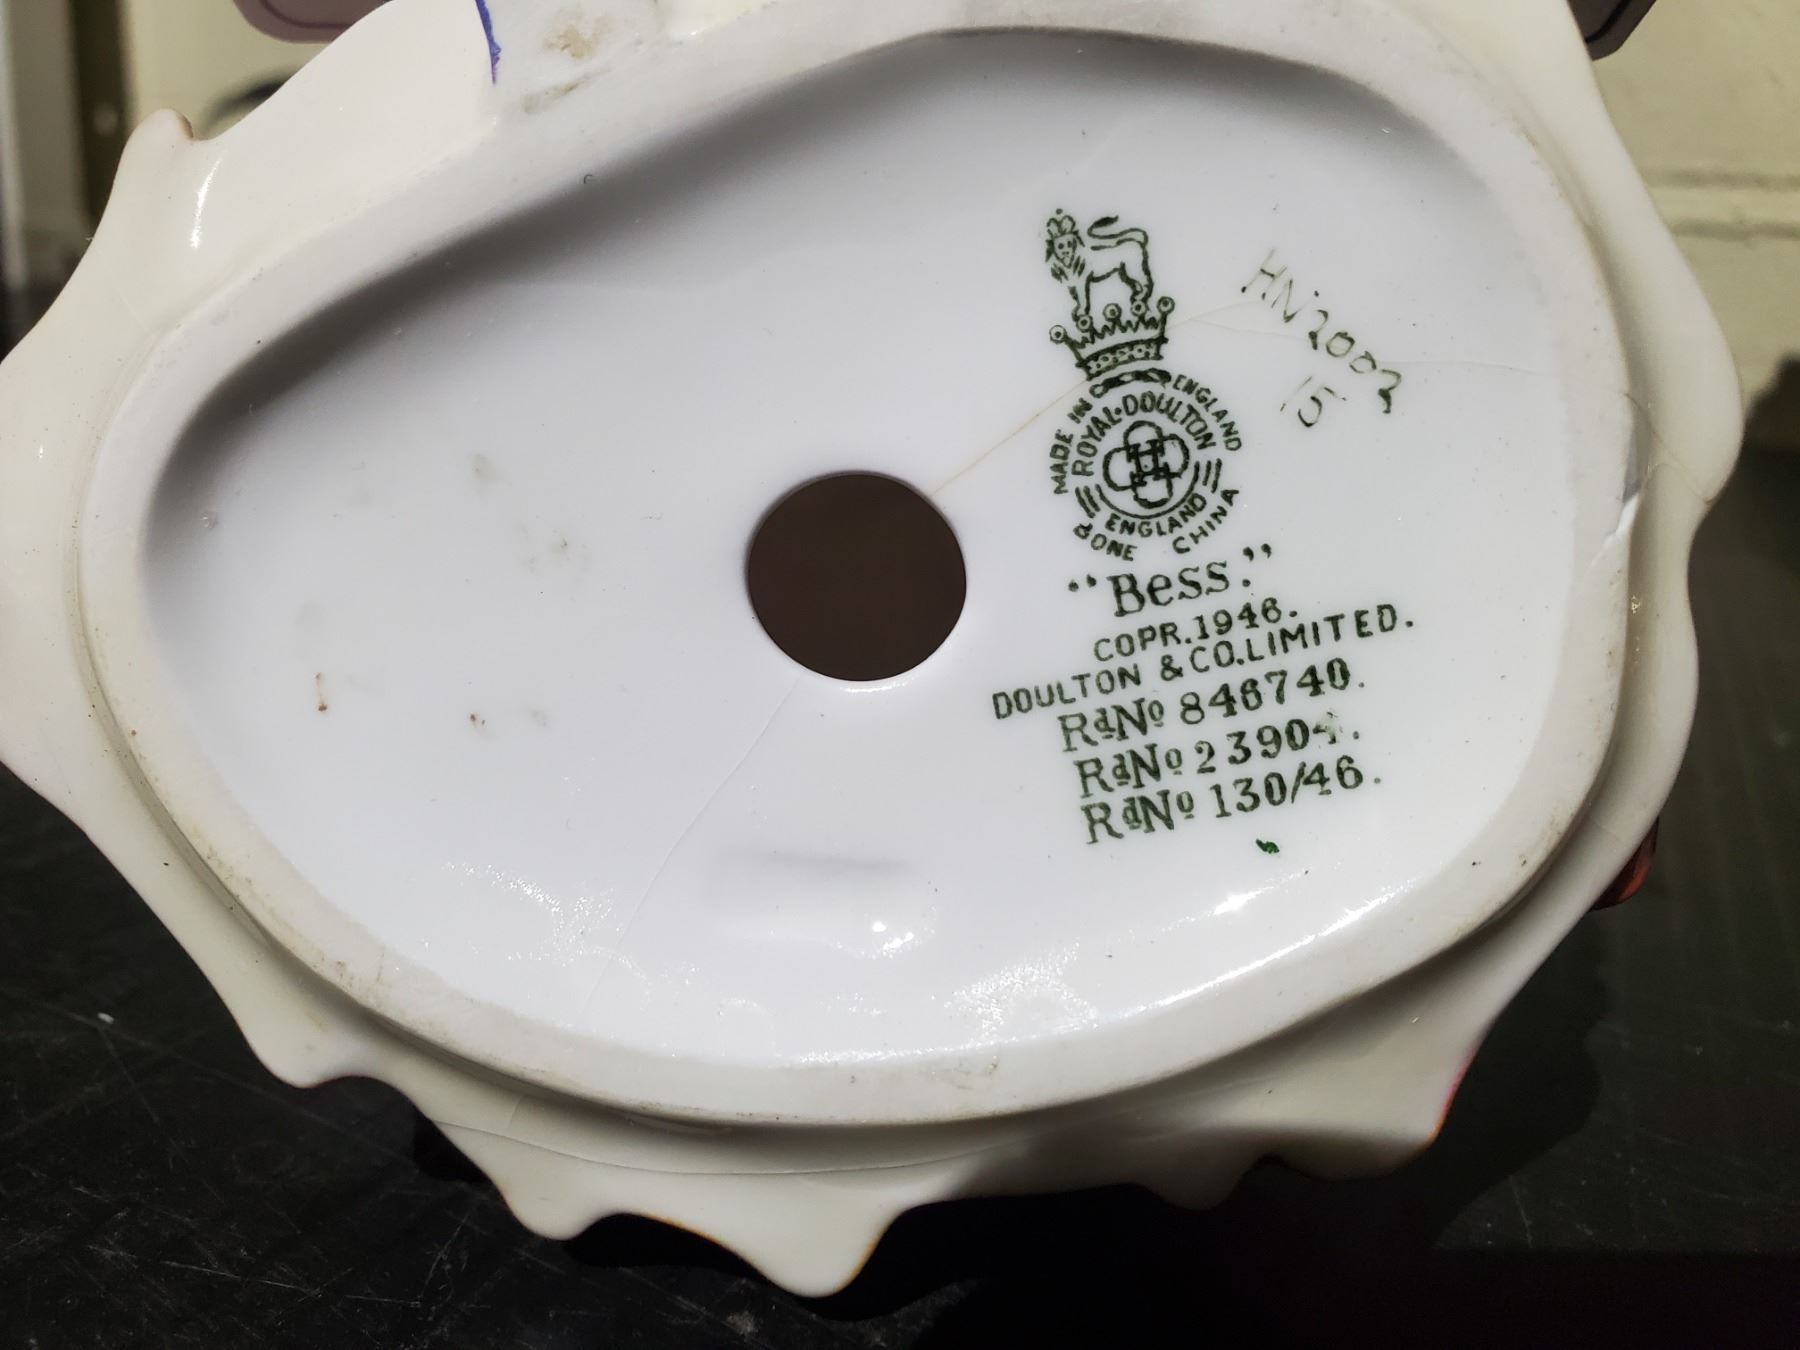 HN2002
15
MADE IN ENGLAND
ROYAL·DOULTON
ENGLAND
BONE CHINA
“Bess.”
COPR.1946.
DOULTON & CO.LIMITED.
RdNo 846740.
RdNo 23904.
RdNo 130/46.